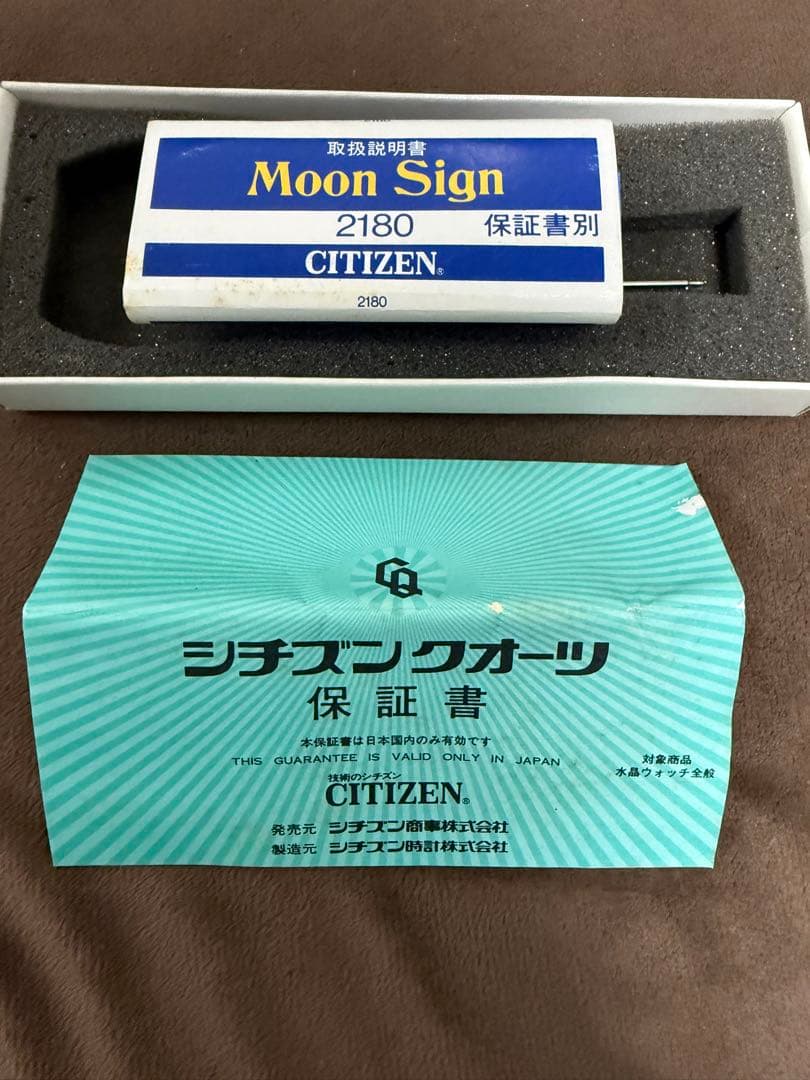 取扱説明書
Moon Sign
2180 保証書別
CITIZEN®
2180
CQ
シチズンクオーツ
保証書
本保証書は日本国内のみ有効です
THIS GUARANTEE IS VALID ONLY IN JAPAN
対象商品
水晶ウォッチ全般
技術のシチズン
CITIZEN®
発売元 シチズン商事株式会社
製造元 シチズン時計株式会社